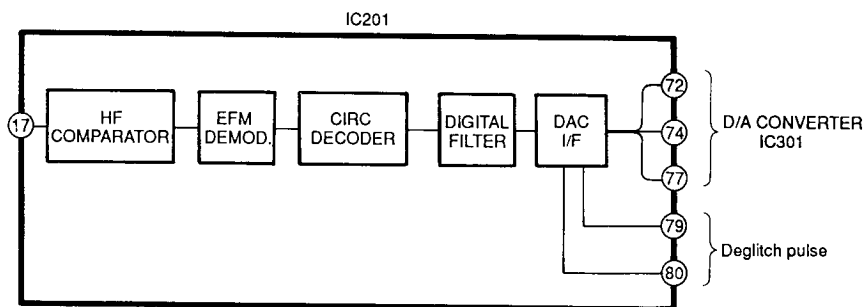 IC201
17
HF
COMPARATOR
EFM
DEMOD.
CIRC
DECODER
DIGITAL
FILTER
DAC
I/F
72
74
77
79
80
D/A CONVERTER
IC301
Deglitch pulse